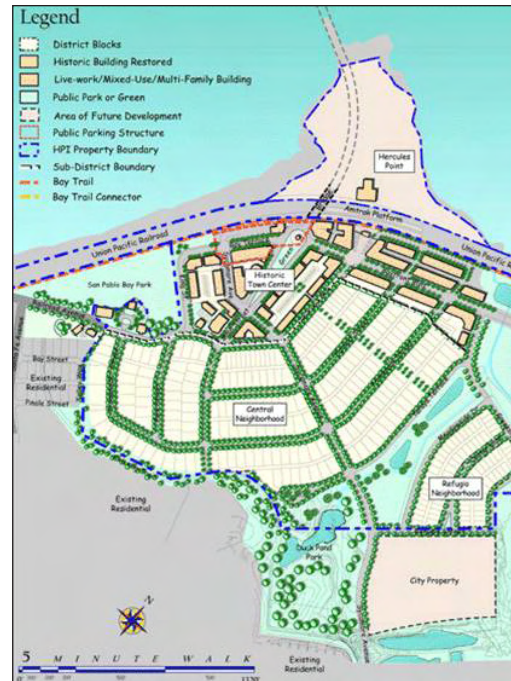 Legend
District Blocks
Historic Building Restored
Live-work/Mixed-Use/Multi-Family Building
Public Park or Green
Area of Future Development
Public Parking Structure
HPI Property Boundary
Sub-District Boundary
Bay Trail
Bay Trail Connector
Hercules
Point
Amtrak Platform
Union Pacific Railroad
Union Pacific
Green
Historic
Town Center
San Pablo Bay Park
Bay Street
Existing
Residential
Pinole Street
Central
Neighborhood
Refugio
Neighborhood
Existing
Residential
Duck Pond
Park
City Property
N
5 MINUTE WALK
Existing
Residential